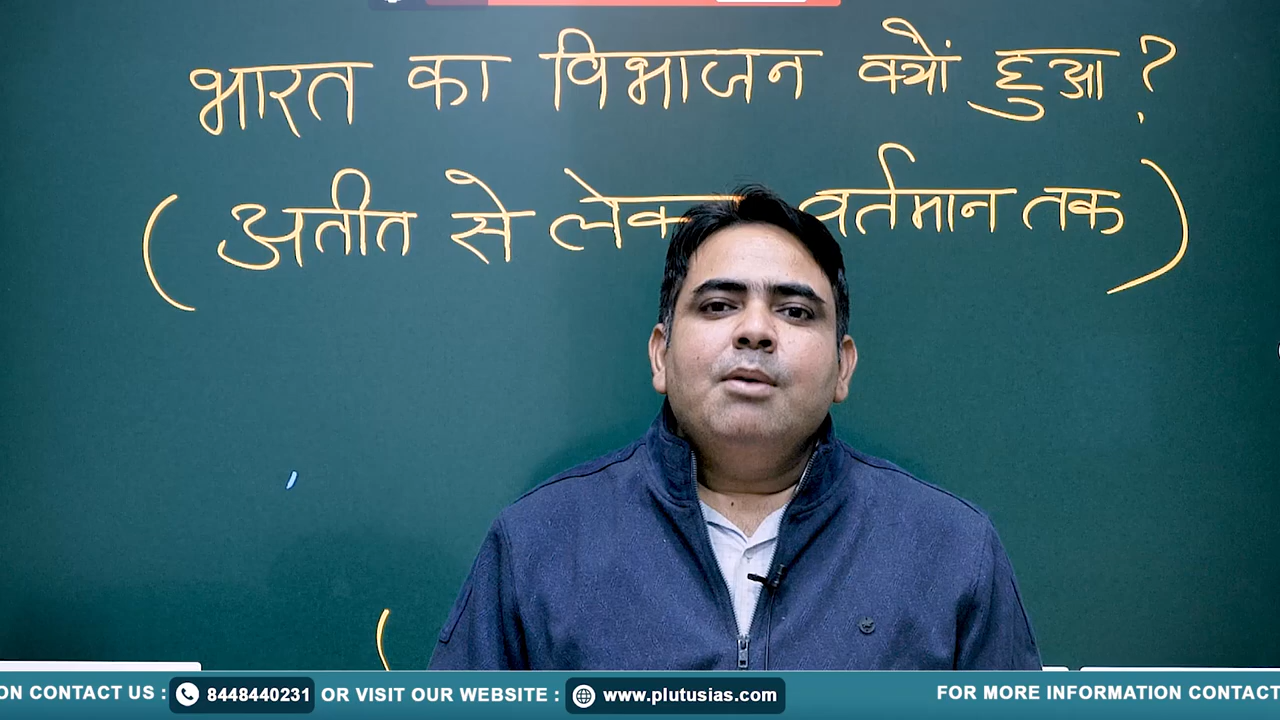 भारत का विभाजन क्यों हुआ ?
( अतीत से लेकर वर्तमान तक )
ON CONTACT US : 8448440231 OR VISIT OUR WEBSITE : www.plutusias.com FOR MORE INFORMATION CONTACT